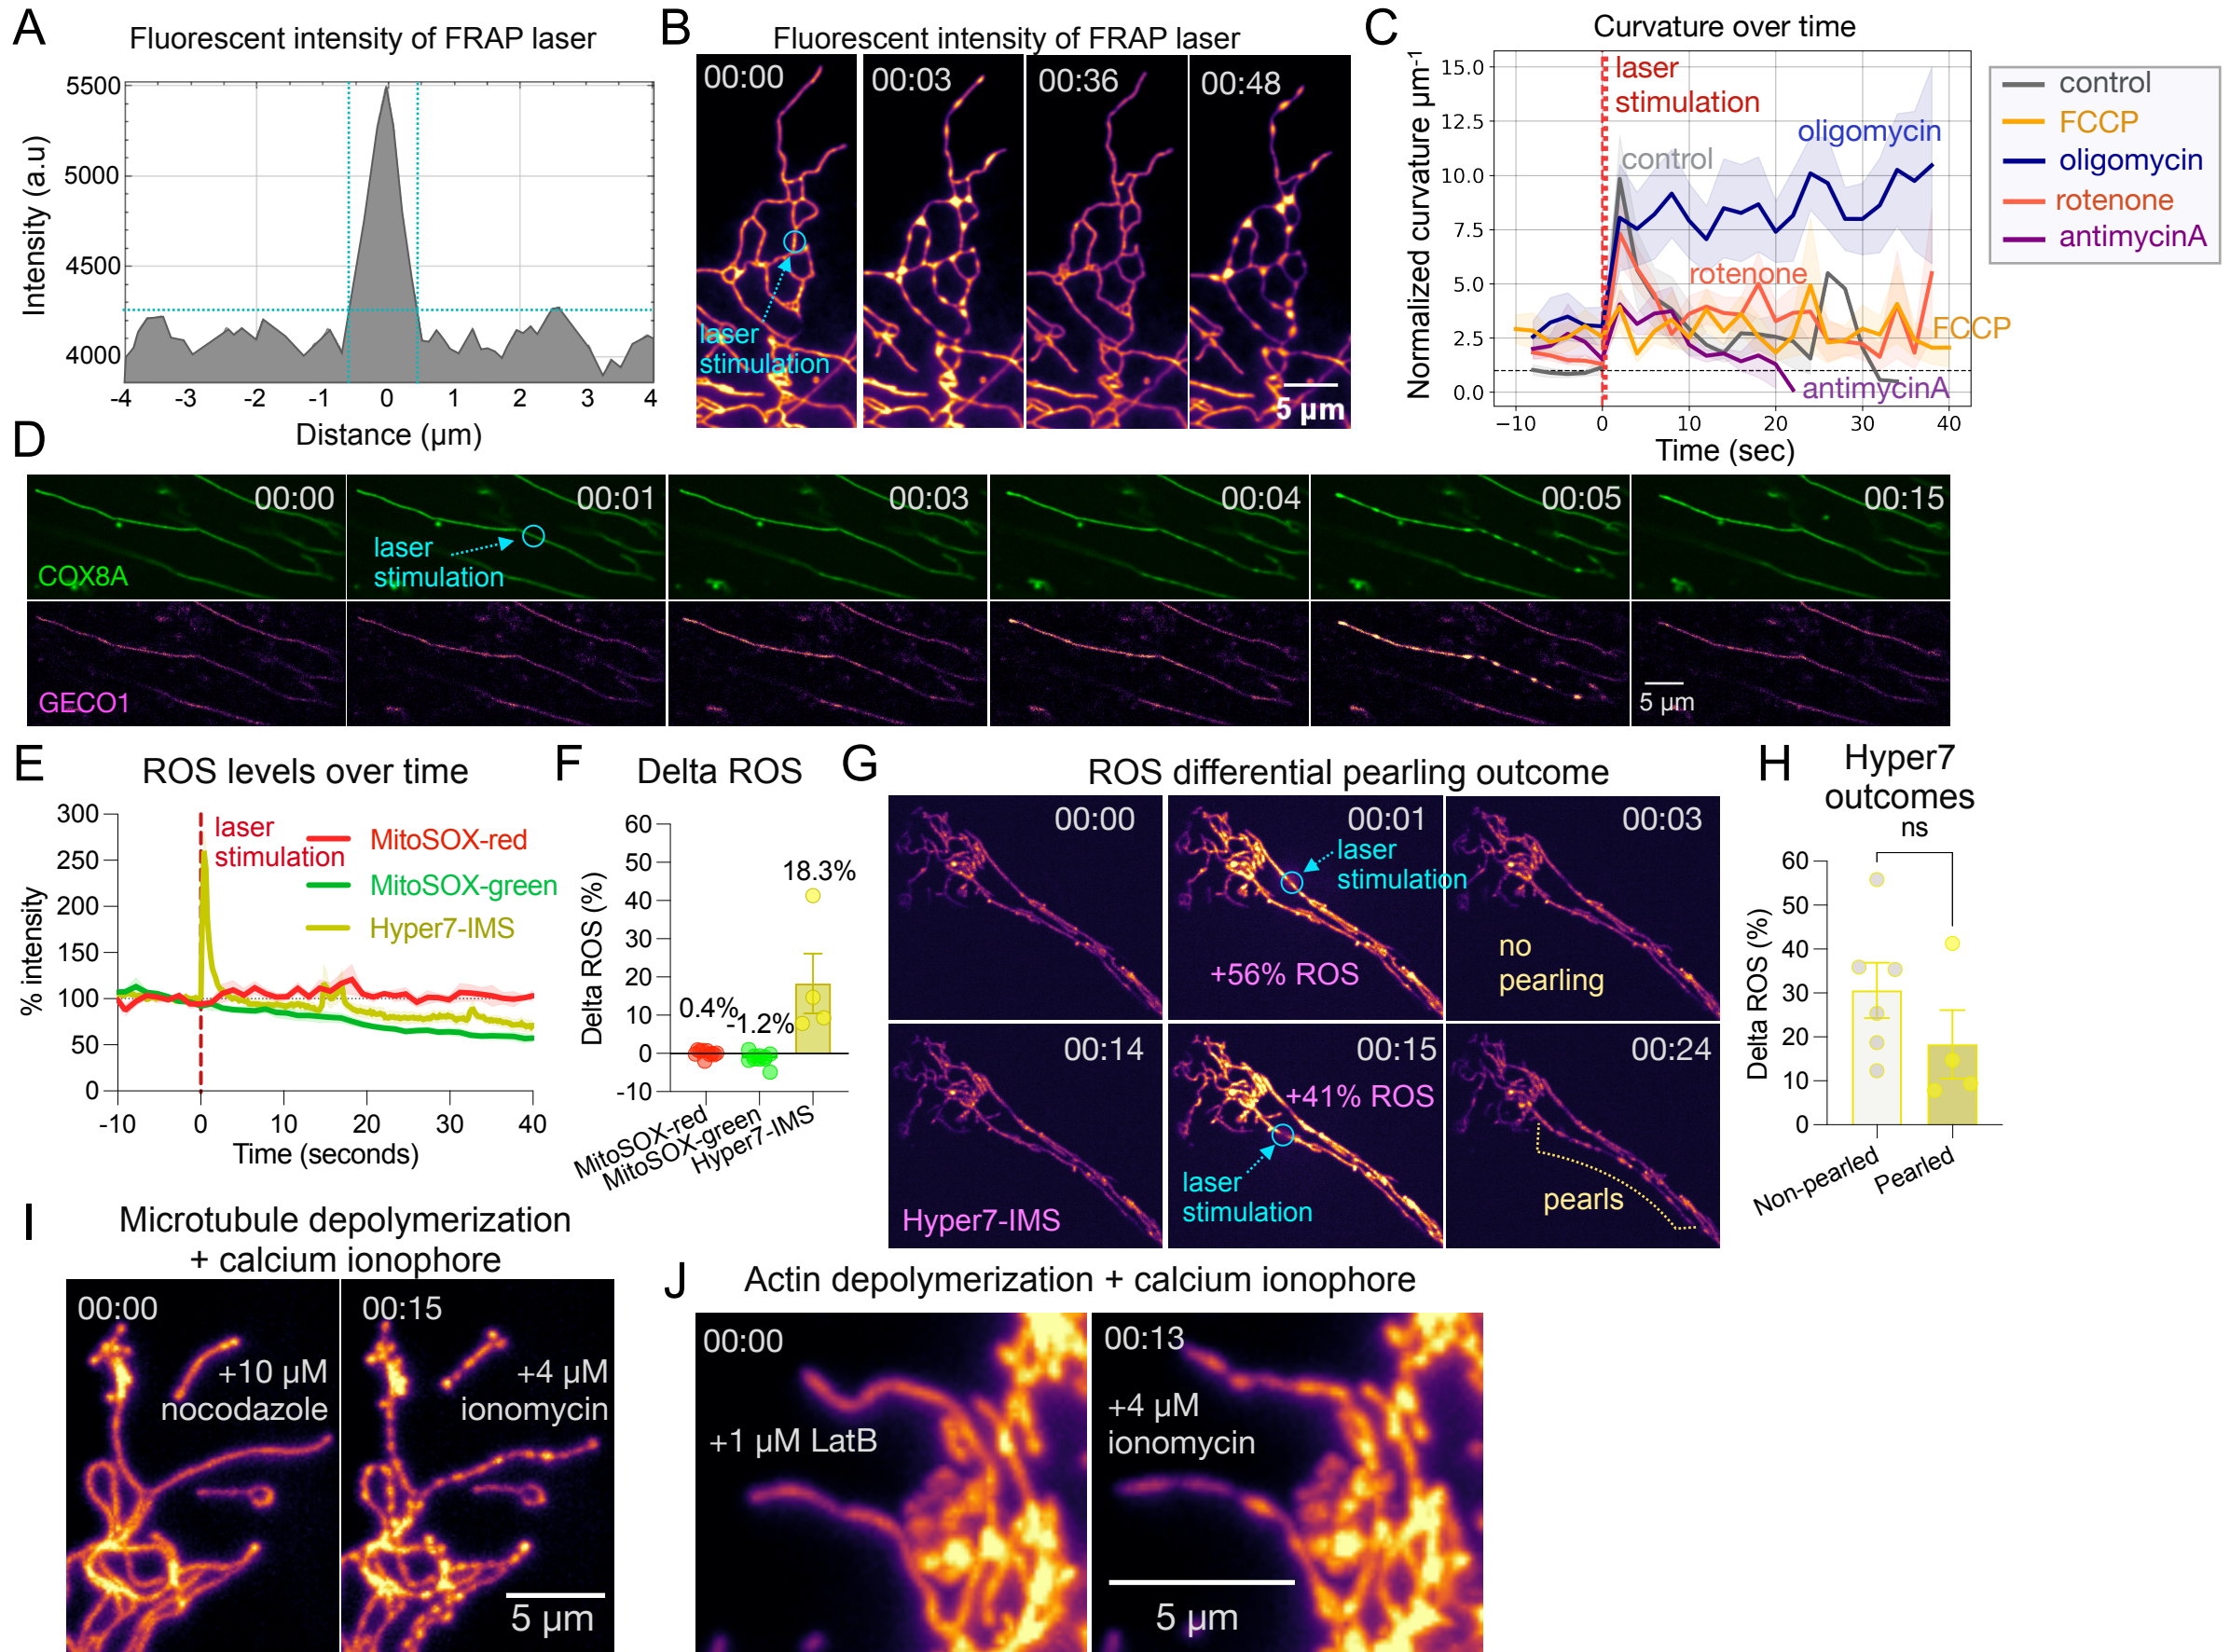 A
Fluorescent intensity of FRAP laser
5500
5000
4500
4000
Intensity (a.u)
-4 -3 -2 -1 0 1 2 3 4
Distance (µm)
B
Fluorescent intensity of FRAP laser
00:00
00:03
00:36
00:48
laser
stimulation
5 µm
C
Curvature over time
Normalized curvature µm-1
15.0
12.5
10.0
7.5
5.0
2.5
0.0
−10 0 10 20 30 40
Time (sec)
laser
stimulation
control
oligomycin
rotenone
FCCP
antimycinA
control
FCCP
oligomycin
rotenone
antimycinA
D
00:00
00:01
00:03
00:04
00:05
00:15
laser
stimulation
COX8A
GECO1
5 µm
E
ROS levels over time
300
250
200
150
100
50
0
% intensity
-10 0 10 20 30 40
Time (seconds)
laser
stimulation
MitoSOX-red
MitoSOX-green
Hyper7-IMS
F
Delta ROS
60
50
40
30
20
10
0
-10
Delta ROS (%)
0.4%
-1.2%
18.3%
MitoSOX-red
MitoSOX-green
Hyper7-IMS
G
ROS differential pearling outcome
00:00
00:01
00:03
laser
stimulation
+56% ROS
no
pearling
00:14
00:15
00:24
+41% ROS
laser
stimulation
Hyper7-IMS
pearls
H
Hyper7
outcomes
ns
60
50
40
30
20
10
0
Delta ROS (%)
Non-pearled
Pearled
I
Microtubule depolymerization
+ calcium ionophore
00:00
00:15
+10 µM
nocodazole
+4 µM
ionomycin
5 µm
J
Actin depolymerization + calcium ionophore
00:00
00:13
+1 µM LatB
+4 µM
ionomycin
5 µm